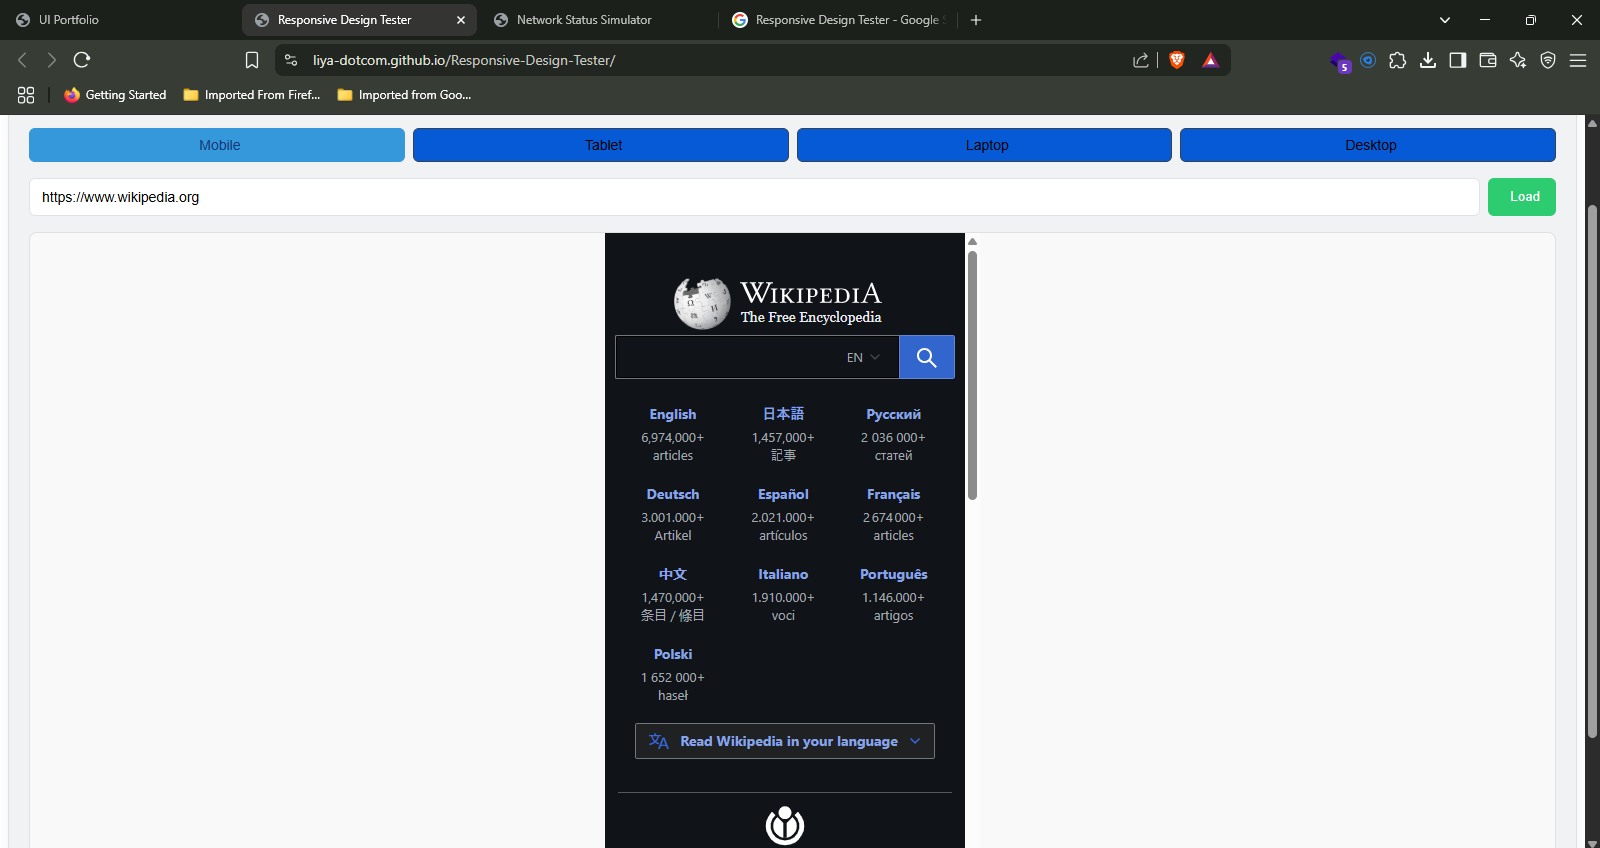 UI Portfolio
Responsive Design Tester
Network Status Simulator
Responsive Design Tester - Google
liya-dotcom.github.io/Responsive-Design-Tester/
5
Getting Started
Imported From Firef...
Imported from Goo...
Mobile
Tablet
Laptop
Desktop
https://www.wikipedia.org
Load
WIKIPEDIA
The Free Encyclopedia
EN
English
6,974,000+
articles
日本語
1,457,000+
記事
Русский
2 036 000+
статей
Deutsch
3.001.000+
Artikel
Español
2.021.000+
artículos
Français
2 674 000+
articles
中文
1,470,000+
条目 / 條目
Italiano
1.910.000+
voci
Português
1.146.000+
artigos
Polski
1 652 000+
haseł
Read Wikipedia in your language